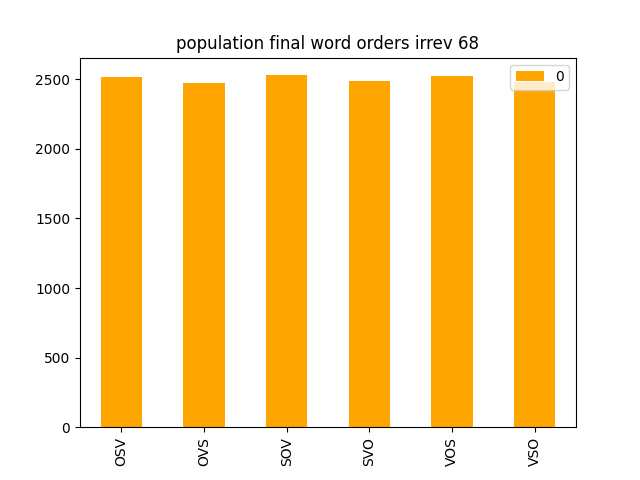 population final word orders irrev 68
0
2500
2000
1500
1000
500
0
OSV
OVS
SOV
SVO
VOS
VSO